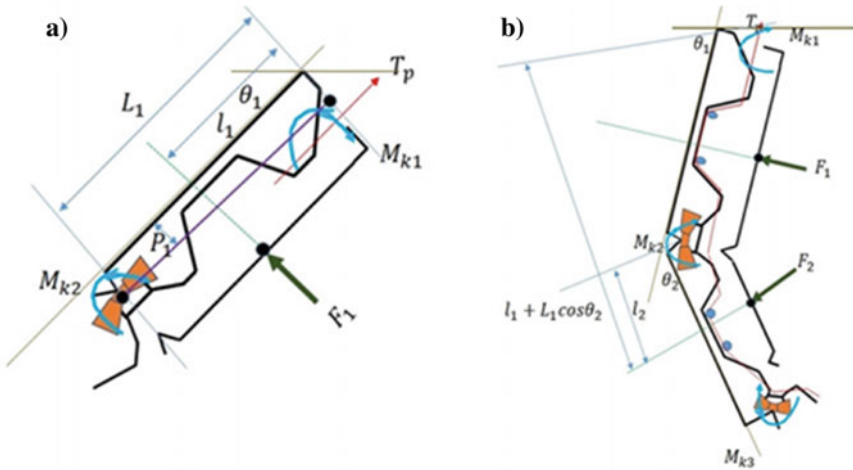 a)
L₁
l₁
θ₁
Tₚ
Mₖ₁
P₁
Mₖ₂
F₁
b)
θ₁
T
Mₖ₁
F₁
Mₖ₂
θ₂
F₂
l₁ + L₁cosθ₂
l₂
Mₖ₃